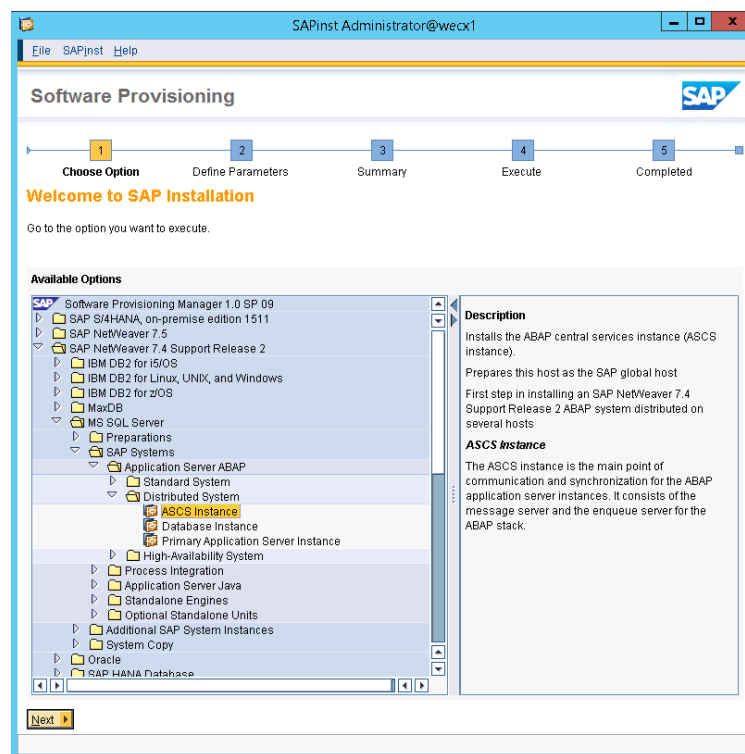 SAPinst Administrator@wecx1
File SAPinst Help
Software Provisioning
SAP
1 2 3 4 5
Choose Option Define Parameters Summary Execute Completed
Welcome to SAP Installation
Go to the option you want to execute.
Available Options
SAP Software Provisioning Manager 1.0 SP 09
SAP S/4HANA, on-premise edition 1511
SAP NetWeaver 7.5
SAP NetWeaver 7.4 Support Release 2
IBM DB2 for i5/OS
IBM DB2 for Linux, UNIX, and Windows
IBM DB2 for z/OS
MaxDB
MS SQL Server
Preparations
SAP Systems
Application Server ABAP
Standard System
Distributed System
ASCS Instance
Database Instance
Primary Application Server Instance
High-Availability System
Process Integration
Application Server Java
Standalone Engines
Optional Standalone Units
Additional SAP System Instances
System Copy
Oracle
SAP HANA Database
Description
Installs the ABAP central services instance (ASCS
instance).
Prepares this host as the SAP global host
First step in installing an SAP NetWeaver 7.4
Support Release 2 ABAP system distributed on
several hosts
ASCS Instance
The ASCS instance is the main point of
communication and synchronization for the ABAP
application server instances. It consists of the
message server and the enqueue server for the
ABAP stack.
Next